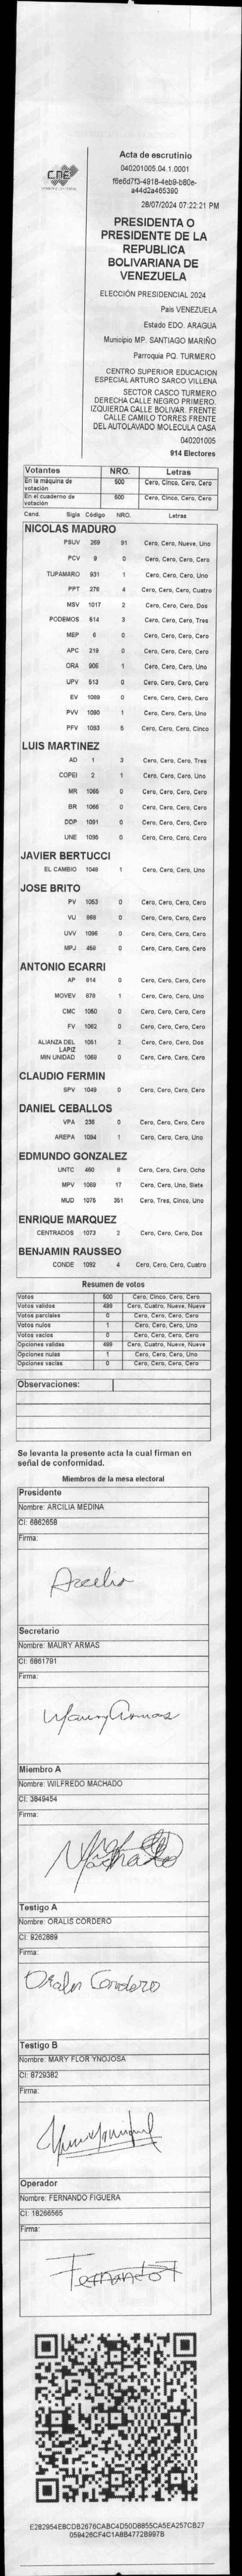 CNE
Acta de escrutinio
040201005.04.1.0001
f6e6d7f3-4918-4eb9-b80e-
a44d2a465390
28/07/2024 07:22:21 PM
PRESIDENTA O
PRESIDENTE DE LA
REPUBLICA
BOLIVARIANA DE
VENEZUELA
ELECCIÓN PRESIDENCIAL 2024
País VENEZUELA
Estado EDO. ARAGUA
Municipio MP. SANTIAGO MARIÑO
Parroquia PQ. TURMERO
CENTRO SUPERIOR EDUCACION
ESPECIAL ARTURO SARCO VILLENA
SECTOR CASCO TURMERO
DERECHA CALLE NEGRO PRIMERO.
IZQUIERDA CALLE BOLIVAR. FRENTE
CALLE CAMILO TORRES FRENTE
DEL AUTOLAVADO MOLECULA CASA
040201005
914 Electores
Votantes NRO. Letras
En la máquina de votación 500 Cero, Cinco, Cero, Cero
En el cuaderno de votación 500 Cero, Cinco, Cero, Cero
Cand. Sigla Código NRO. Letras
NICOLAS MADURO
PSUV 269 91 Cero, Cero, Nueve, Uno
PCV 9 0 Cero, Cero, Cero, Cero
TUPAMARO 931 1 Cero, Cero, Cero, Uno
PPT 276 4 Cero, Cero, Cero, Cuatro
MSV 1017 2 Cero, Cero, Cero, Dos
PODEMOS 614 3 Cero, Cero, Cero, Tres
MEP 6 0 Cero, Cero, Cero, Cero
APC 219 0 Cero, Cero, Cero, Cero
ORA 906 1 Cero, Cero, Cero, Uno
UPV 513 0 Cero, Cero, Cero, Cero
EV 1089 0 Cero, Cero, Cero, Cero
PVV 1090 1 Cero, Cero, Cero, Uno
PFV 1093 5 Cero, Cero, Cero, Cinco
LUIS MARTINEZ
AD 1 3 Cero, Cero, Cero, Tres
COPEI 2 1 Cero, Cero, Cero, Uno
MR 1065 0 Cero, Cero, Cero, Cero
BR 1066 0 Cero, Cero, Cero, Cero
DDP 1091 0 Cero, Cero, Cero, Cero
UNE 1095 0 Cero, Cero, Cero, Cero
JAVIER BERTUCCI
EL CAMBIO 1048 1 Cero, Cero, Cero, Uno
JOSE BRITO
PV 1053 0 Cero, Cero, Cero, Cero
VU 868 0 Cero, Cero, Cero, Cero
UVV 1096 0 Cero, Cero, Cero, Cero
MPJ 458 0 Cero, Cero, Cero, Cero
ANTONIO ECARRI
AP 814 0 Cero, Cero, Cero, Cero
MOVEV 879 1 Cero, Cero, Cero, Uno
CMC 1050 0 Cero, Cero, Cero, Cero
FV 1062 0 Cero, Cero, Cero, Cero
ALIANZA DEL LAPIZ 1051 2 Cero, Cero, Cero, Dos
MIN UNIDAD 1069 0 Cero, Cero, Cero, Cero
CLAUDIO FERMIN
SPV 1049 0 Cero, Cero, Cero, Cero
DANIEL CEBALLOS
VPA 236 0 Cero, Cero, Cero, Cero
AREPA 1094 1 Cero, Cero, Cero, Uno
EDMUNDO GONZALEZ
UNTC 460 8 Cero, Cero, Cero, Ocho
MPV 1069 17 Cero, Cero, Uno, Siete
MUD 1075 351 Cero, Tres, Cinco, Uno
ENRIQUE MARQUEZ
CENTRADOS 1073 2 Cero, Cero, Cero, Dos
BENJAMIN RAUSSEO
CONDE 1092 4 Cero, Cero, Cero, Cuatro
Resumen de votos
Votos 500 Cero, Cinco, Cero, Cero
Votos validos 499 Cero, Cuatro, Nueve, Nueve
Votos parciales 0 Cero, Cero, Cero, Cero
Votos nulos 1 Cero, Cero, Cero, Uno
Votos vacios 0 Cero, Cero, Cero, Cero
Opciones validas 499 Cero, Cuatro, Nueve, Nueve
Opciones nulas 1 Cero, Cero, Cero, Uno
Opciones vacias 0 Cero, Cero, Cero, Cero
Observaciones:
Se levanta la presente acta la cual firman en
señal de conformidad.
Miembros de la mesa electoral
Presidente
Nombre: ARCILIA MEDINA
CI: 6862658
Firma:
Secretario
Nombre: MAURY ARMAS
CI: 6861791
Firma:
Maury Armas
Miembro A
Nombre: WILFREDO MACHADO
CI: 3849454
Firma:
Machado
Testigo A
Nombre: ORALIS CORDERO
CI: 9262869
Firma:
Oralis Cordero
Testigo B
Nombre: MARY FLOR YNOJOSA
CI: 8729382
Firma:
Operador
Nombre: FERNANDO FIGUERA
CI: 18266565
Firma:
E282954E8CDB2676CABC4D50D8855CA5EA257CB27
059426CF4C1A8B4772B997B